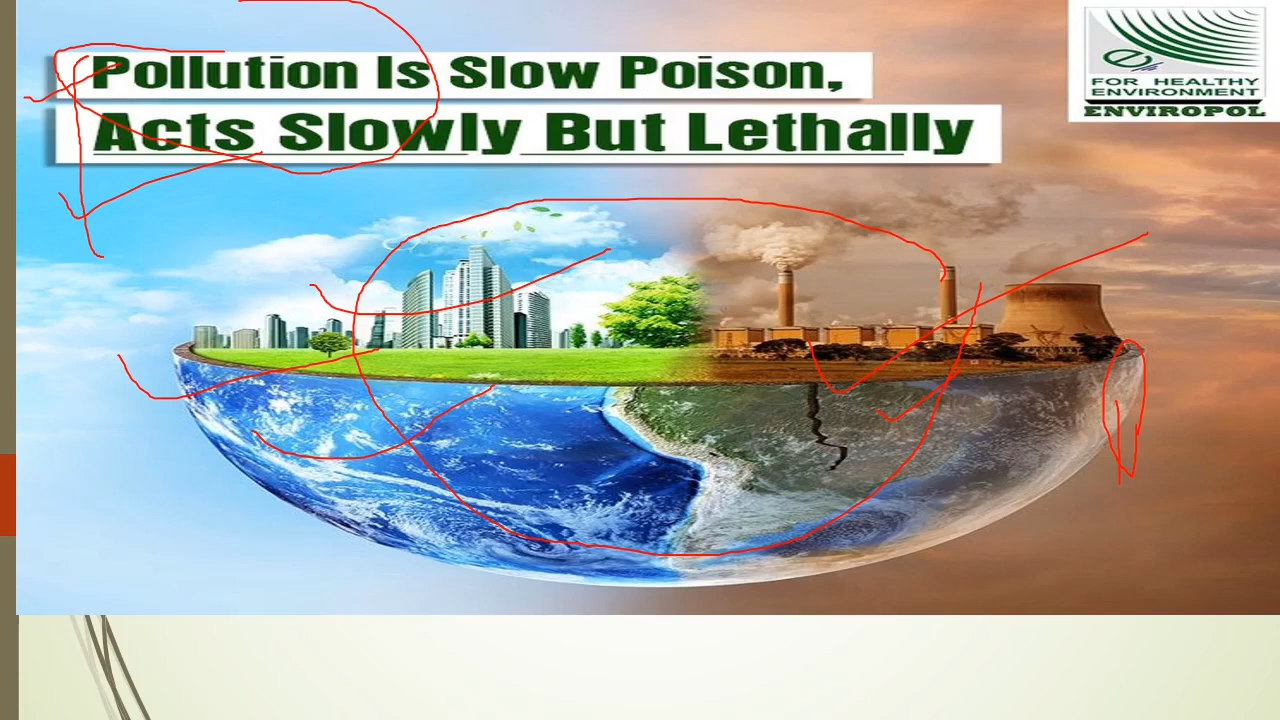 Pollution Is Slow Poison,
Acts Slowly But Lethally
e
FOR HEALTHY
ENVIRONMENT
ENVIROPOL